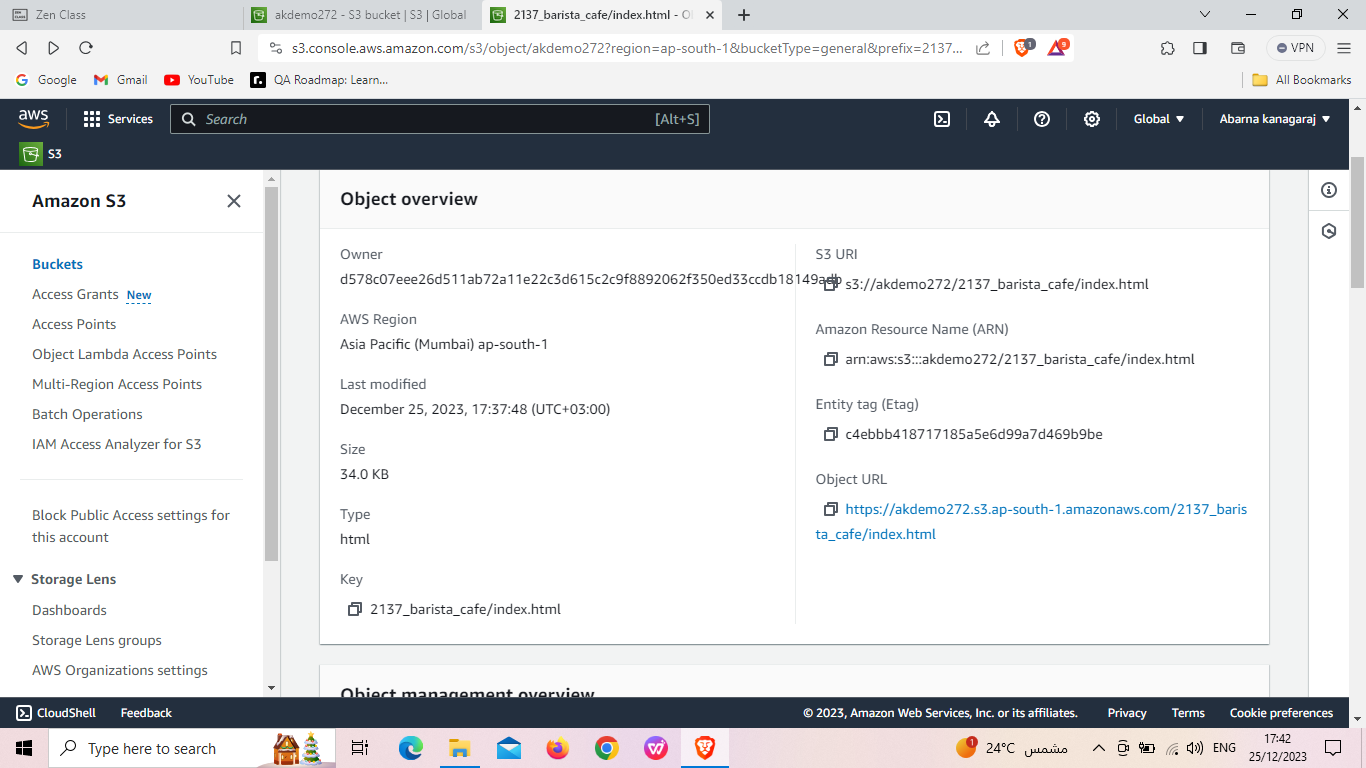 Zen Class
akdemo272 - S3 bucket | S3 | Global
2137_barista_cafe/index.html - Ob
s3.console.aws.amazon.com/s3/object/akdemo272?region=ap-south-1&bucketType=general&prefix=2137...
1
9
VPN
Google
Gmail
YouTube
QA Roadmap: Learn...
All Bookmarks
aws
Services
Search
[Alt+S]
Global
Abarna kanagaraj
S3
Amazon S3
Buckets
Access Grants New
Access Points
Object Lambda Access Points
Multi-Region Access Points
Batch Operations
IAM Access Analyzer for S3
Block Public Access settings for
this account
Storage Lens
Dashboards
Storage Lens groups
AWS Organizations settings
Object overview
Owner
d578c07eee26d511ab72a11e22c3d615c2c9f8892062f350ed33ccdb18149adb
AWS Region
Asia Pacific (Mumbai) ap-south-1
Last modified
December 25, 2023, 17:37:48 (UTC+03:00)
Size
34.0 KB
Type
html
Key
2137_barista_cafe/index.html
S3 URI
s3://akdemo272/2137_barista_cafe/index.html
Amazon Resource Name (ARN)
arn:aws:s3:::akdemo272/2137_barista_cafe/index.html
Entity tag (Etag)
c4ebbb418717185a5e6d99a7d469b9be
Object URL
https://akdemo272.s3.ap-south-1.amazonaws.com/2137_baris
ta_cafe/index.html
Object management overview
CloudShell
Feedback
© 2023, Amazon Web Services, Inc. or its affiliates.
Privacy
Terms
Cookie preferences
Type here to search
1
24°C مشمس
ENG
17:42
25/12/2023